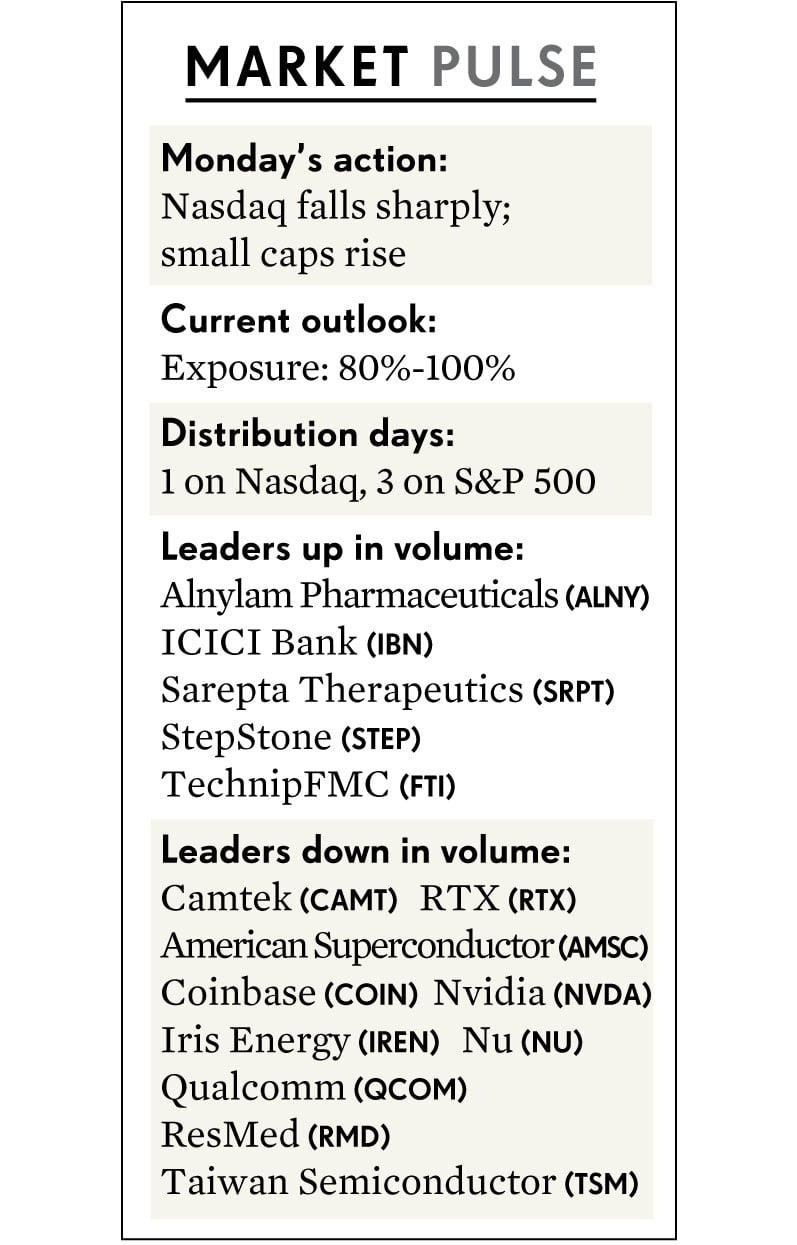 MARKET PULSE
Monday's action:
Nasdaq falls sharply;
small caps rise
Current outlook:
Exposure: 80%-100%
Distribution days:
1 on Nasdaq, 3 on S&P 500
Leaders up in volume:
Alnylam Pharmaceuticals (ALNY)
ICICI Bank (IBN)
Sarepta Therapeutics (SRPT)
StepStone (STEP)
TechnipFMC (FTI)
Leaders down in volume:
Camtek (CAMT) RTX (RTX)
American Superconductor (AMSC)
Coinbase (COIN) Nvidia (NVDA)
Iris Energy (IREN) Nu (NU)
Qualcomm (QCOM)
ResMed (RMD)
Taiwan Semiconductor (TSM)